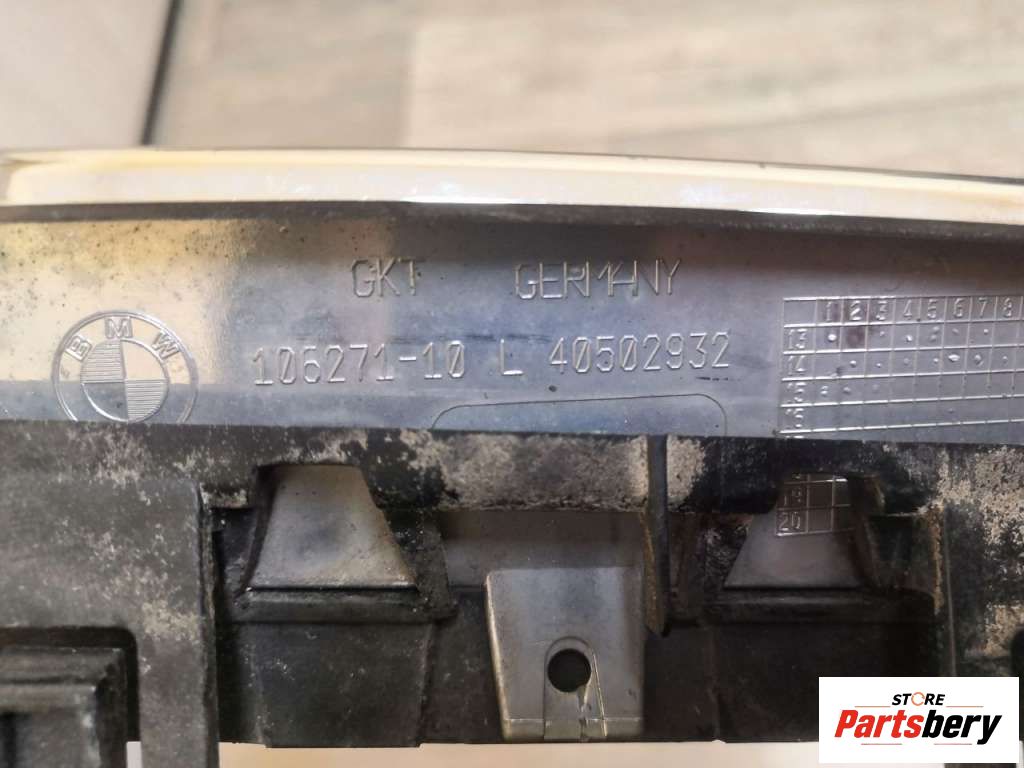 GKT GERMANY
BMW
106271-10 L 40502932
1 2 3 4 5 6 7 8
13
14
15
16
19
20
STORE
Partsbery